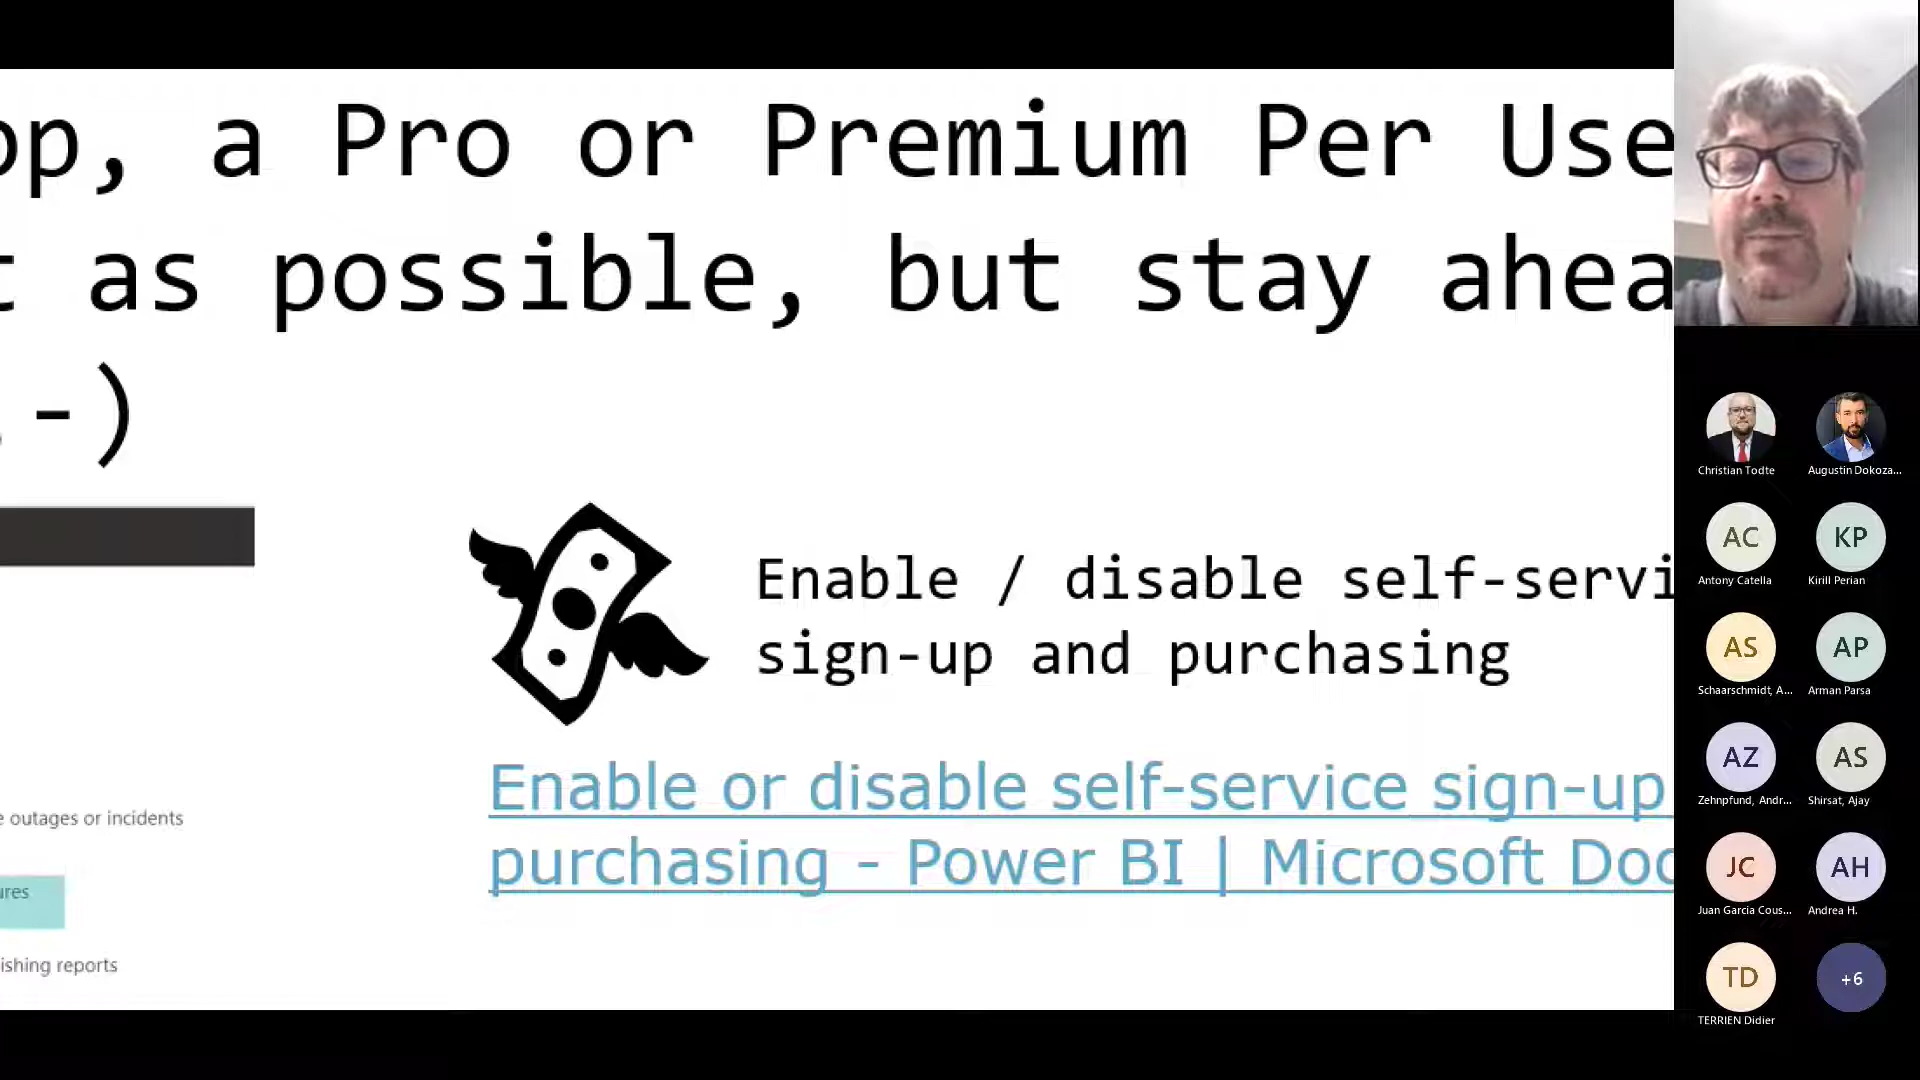 op, a Pro or Premium Per Use
t as possible, but stay ahea
-)
Enable / disable self-servi
sign-up and purchasing
Enable or disable self-service sign-up
purchasing - Power BI | Microsoft Doc
e outages or incidents
ures
ishing reports
Christian Todte
Augustin Dokoza...
AC
Antony Catella
KP
Kirill Perian
AS
Schaarschmidt, A...
AP
Arman Parsa
AZ
Zehnpfund, Andr...
AS
Shirsat, Ajay
JC
Juan Garcia Cous...
AH
Andrea H.
TD
TERRIEN Didier
+6